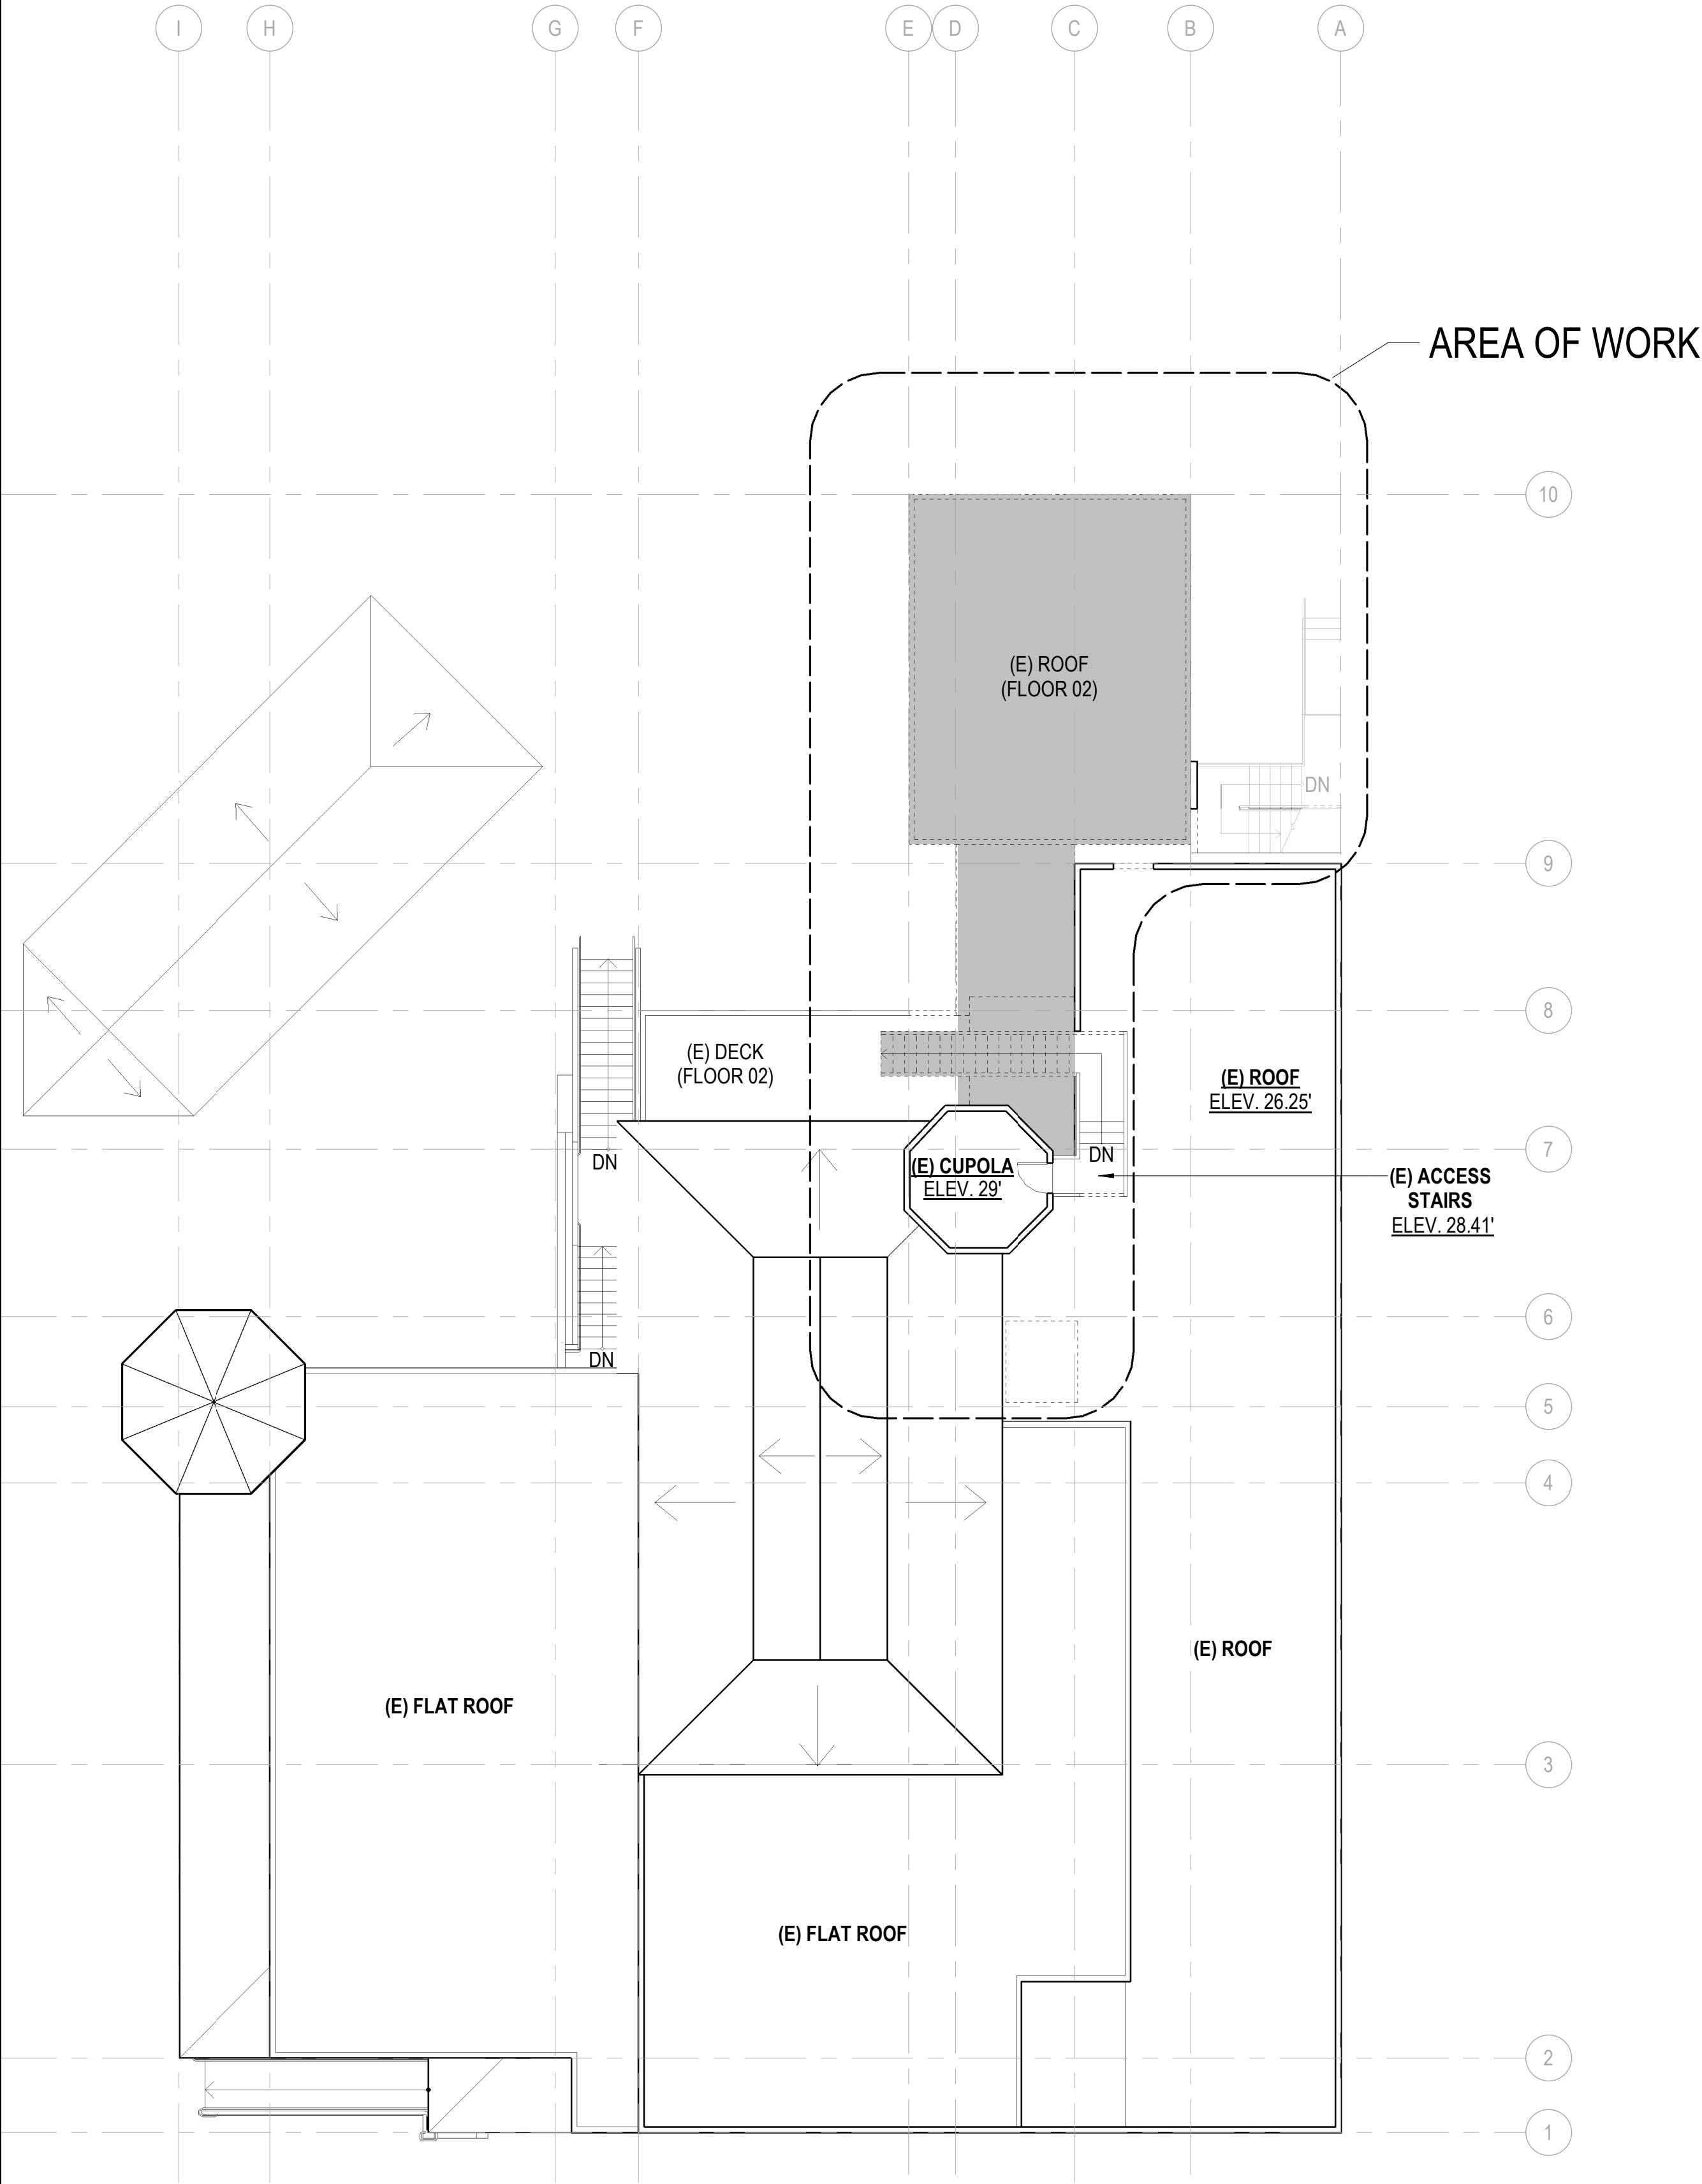 I
H
G
F
E
D
C
B
A
AREA OF WORK
10
(E) ROOF
(FLOOR 02)
DN
9
8
(E) DECK
(FLOOR 02)
(E) ROOF
ELEV. 26.25'
7
DN
DN
(E) CUPOLA
ELEV. 29'
(E) ACCESS
STAIRS
ELEV. 28.41'
6
DN
5
4
(E) ROOF
(E) FLAT ROOF
3
(E) FLAT ROOF
2
1